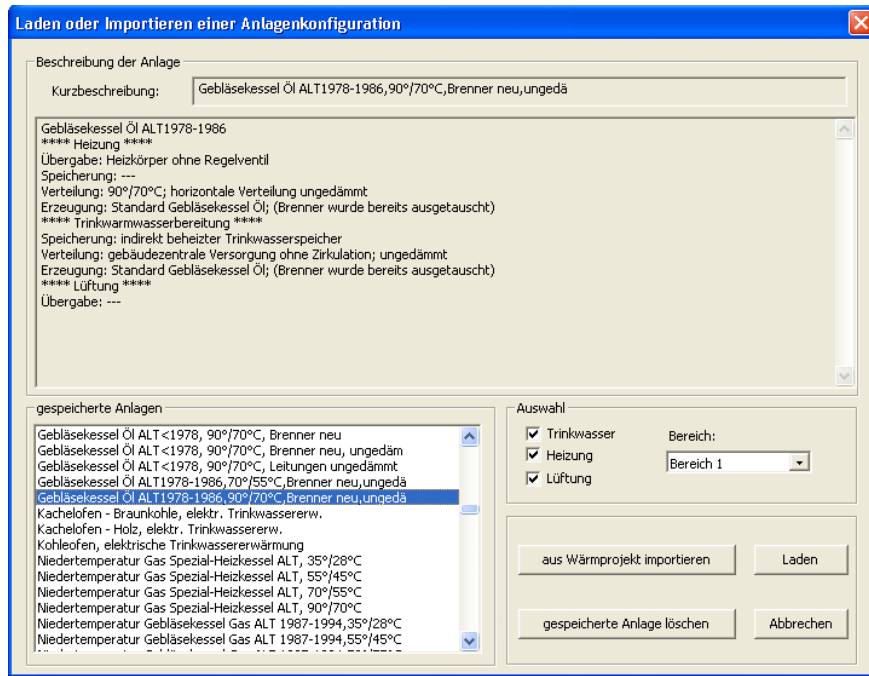 Laden oder Importieren einer Anlagenkonfiguration
Beschreibung der Anlage
Kurzbeschreibung:
Gebläsekessel Öl ALT1978-1986,90°/70°C,Brenner neu,ungedä
Gebläsekessel Öl ALT1978-1986
**** Heizung ****
Übergabe: Heizkörper ohne Regelventil
Speicherung: ---
Verteilung: 90°/70°C; horizontale Verteilung ungedämmt
Erzeugung: Standard Gebläsekessel Öl; (Brenner wurde bereits ausgetauscht)
**** Trinkwarmwasserbereitung ****
Speicherung: indirekt beheizter Trinkwasserspeicher
Verteilung: gebäudezentrale Versorgung ohne Zirkulation; ungedämmt
Erzeugung: Standard Gebläsekessel Öl; (Brenner wurde bereits ausgetauscht)
**** Lüftung ****
Übergabe: ---
gespeicherte Anlagen
Gebläsekessel Öl ALT<1978, 90°/70°C, Brenner neu
Gebläsekessel Öl ALT<1978, 90°/70°C, Brenner neu, ungedäm
Gebläsekessel Öl ALT<1978, 90°/70°C, Leitungen ungedämmt
Gebläsekessel Öl ALT1978-1986,70°/55°C,Brenner neu,ungedä
Gebläsekessel Öl ALT1978-1986,90°/70°C,Brenner neu,ungedä
Kachelofen - Braunkohle, elektr. Trinkwassererw.
Kachelofen - Holz, elektr. Trinkwassererw.
Kohleofen, elektrische Trinkwassererwärmung
Niedertemperatur Gas Spezial-Heizkessel ALT, 35°/28°C
Niedertemperatur Gas Spezial-Heizkessel ALT, 55°/45°C
Niedertemperatur Gas Spezial-Heizkessel ALT, 70°/55°C
Niedertemperatur Gas Spezial-Heizkessel ALT, 90°/70°C
Niedertemperatur Gebläsekessel Gas ALT 1987-1994,35°/28°C
Niedertemperatur Gebläsekessel Gas ALT 1987-1994,55°/45°C
Auswahl
Trinkwasser
Heizung
Lüftung
Bereich:
Bereich 1
aus Wärmprojekt importieren
Laden
gespeicherte Anlage löschen
Abbrechen